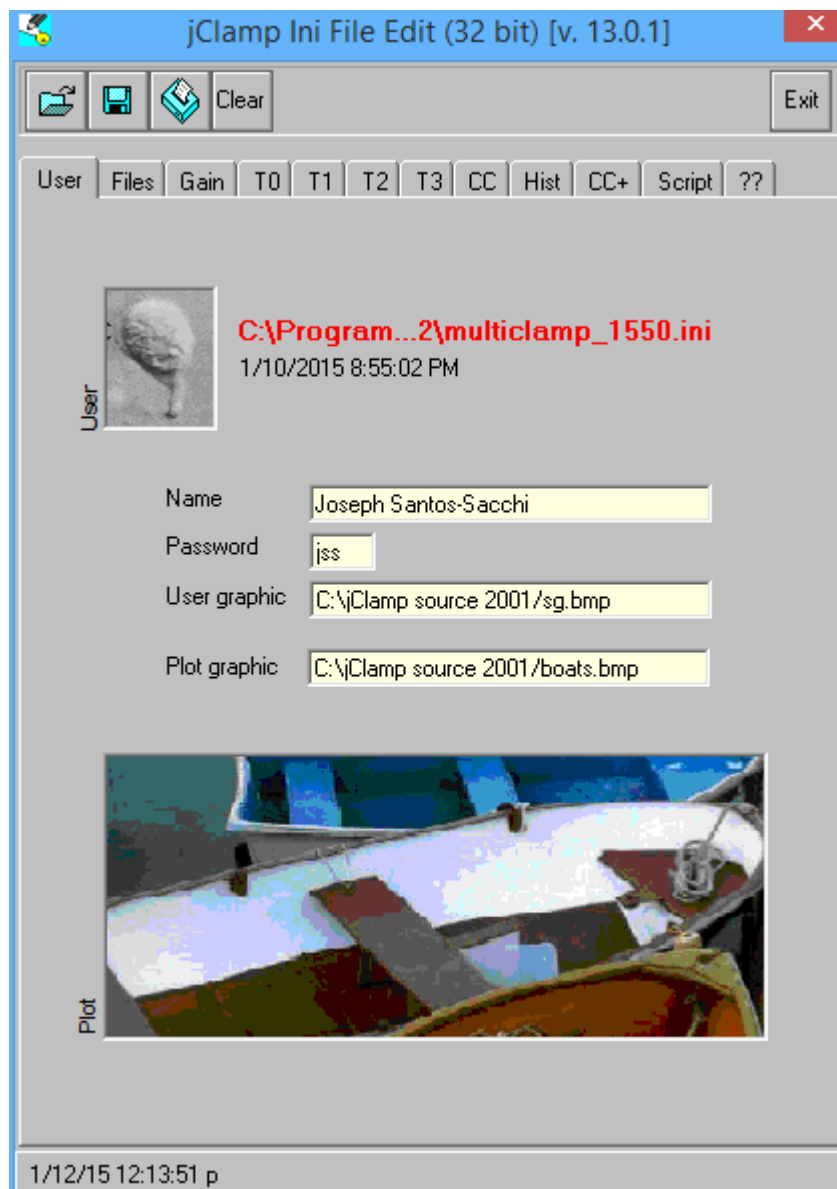 jClamp Ini File Edit (32 bit) [v. 13.0.1]
Clear
Exit
User Files Gain T0 T1 T2 T3 CC Hist CC+ Script ??
User
C:\Program...2\multiclamp_1550.ini
1/10/2015 8:55:02 PM
Name Joseph Santos-Sacchi
Password jss
User graphic C:\jClamp source 2001/sg.bmp
Plot graphic C:\jClamp source 2001/boats.bmp
Plot
1/12/15 12:13:51 p